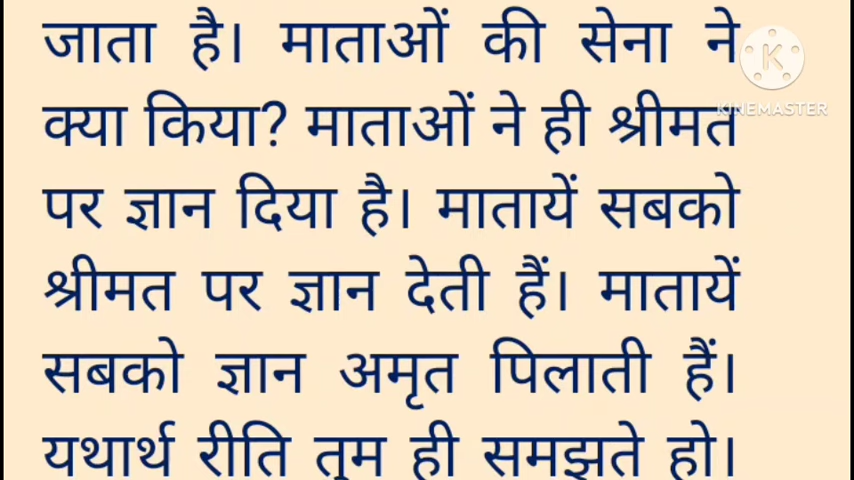 जाता है। माताओं की सेना ने
क्या किया? माताओं ने ही श्रीमत
पर ज्ञान दिया है। मातायें सबको
श्रीमत पर ज्ञान देती हैं। मातायें
सबको ज्ञान अमृत पिलाती हैं।
यथार्थ रीति तुम ही समझते हो।
K
KINEMASTER